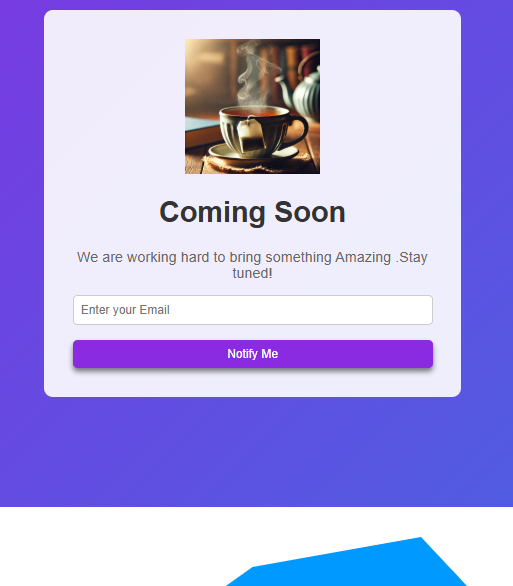 Coming Soon
We are working hard to bring something Amazing .Stay
tuned!
Enter your Email
Notify Me